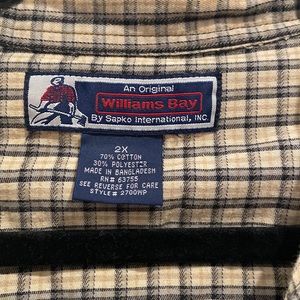 An Original
Williams Bay
By Sapko International, INC.
2X
70% COTTON
30% POLYESTER
MADE IN BANGLADESH
RN# 63755
SEE REVERSE FOR CARE
STYLE# 2700WP